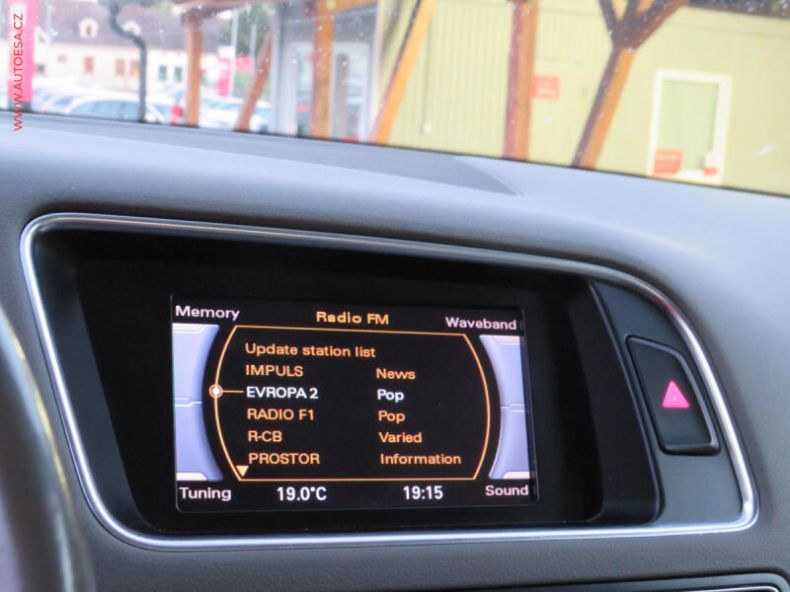 WWW.AUTOESA.CZ
Memory Radio FM Waveband
Update station list
IMPULS News
EVROPA 2 Pop
RADIO F1 Pop
R-CB Varied
PROSTOR Information
Tuning 19.0°C 19:15 Sound